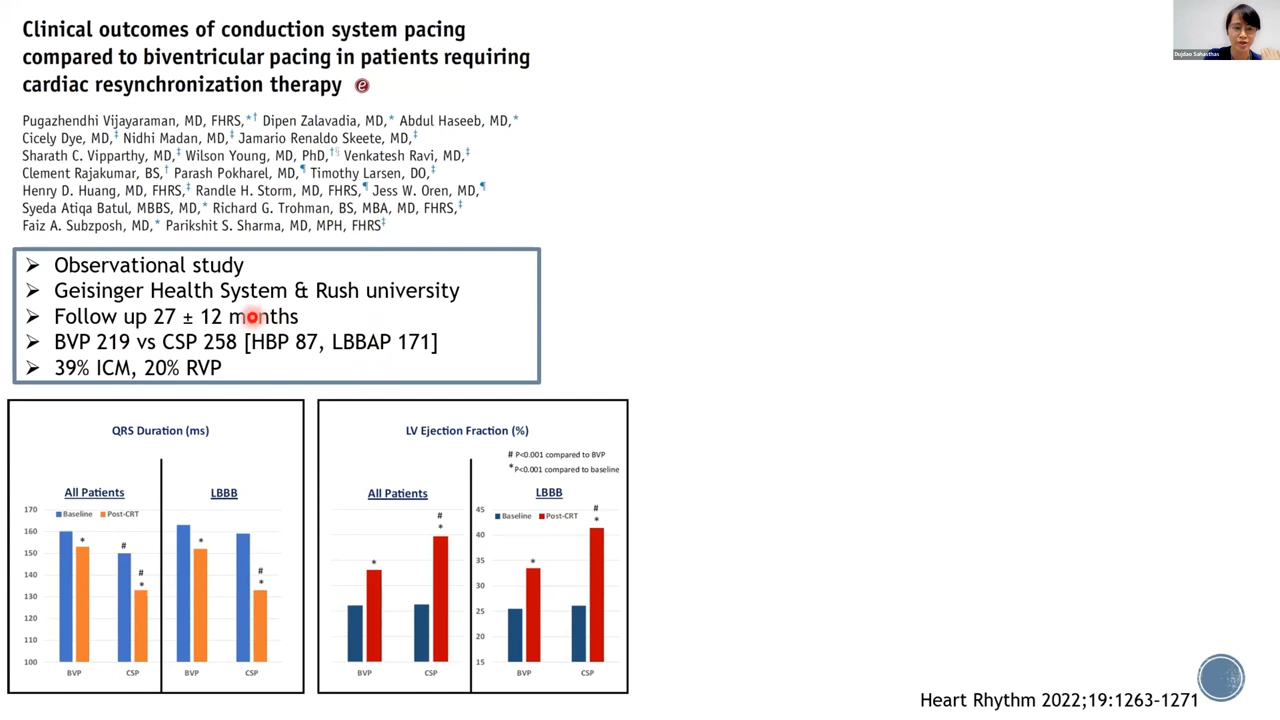 Clinical outcomes of conduction system pacing
compared to biventricular pacing in patients requiring
cardiac resynchronization therapy e
Pugazhendhi Vijayaraman, MD, FHRS,*† Dipen Zalavadia, MD,* Abdul Haseeb, MD,*
Cicely Dye, MD,‡ Nidhi Madan, MD,‡ Jamario Renaldo Skeete, MD,‡
Sharath C. Vipparthy, MD,‡ Wilson Young, MD, PhD,†§ Venkatesh Ravi, MD,‡
Clement Rajakumar, BS,† Parash Pokharel, MD,¶ Timothy Larsen, DO,‡
Henry D. Huang, MD, FHRS,‡ Randle H. Storm, MD, FHRS,¶ Jess W. Oren, MD,¶
Syeda Atiqa Batul, MBBS, MD,* Richard G. Trohman, BS, MBA, MD, FHRS,‡
Faiz A. Subzposh, MD,* Parikshit S. Sharma, MD, MPH, FHRS‡
Dujdao Sahasthas
➢ Observational study
➢ Geisinger Health System & Rush university
➢ Follow up 27 ± 12 months
➢ BVP 219 vs CSP 258 [HBP 87, LBBAP 171]
➢ 39% ICM, 20% RVP
QRS Duration (ms)
All Patients LBBB
Baseline Post-CRT
170
160
150
140
130
120
110
100
* # # * * # *
BVP CSP BVP CSP
LV Ejection Fraction (%)
# P<0.001 compared to BVP
* P<0.001 compared to baseline
All Patients LBBB
Baseline Post-CRT
45
40
35
30
25
20
15
* # * * # *
BVP CSP BVP CSP
Heart Rhythm 2022;19:1263-1271